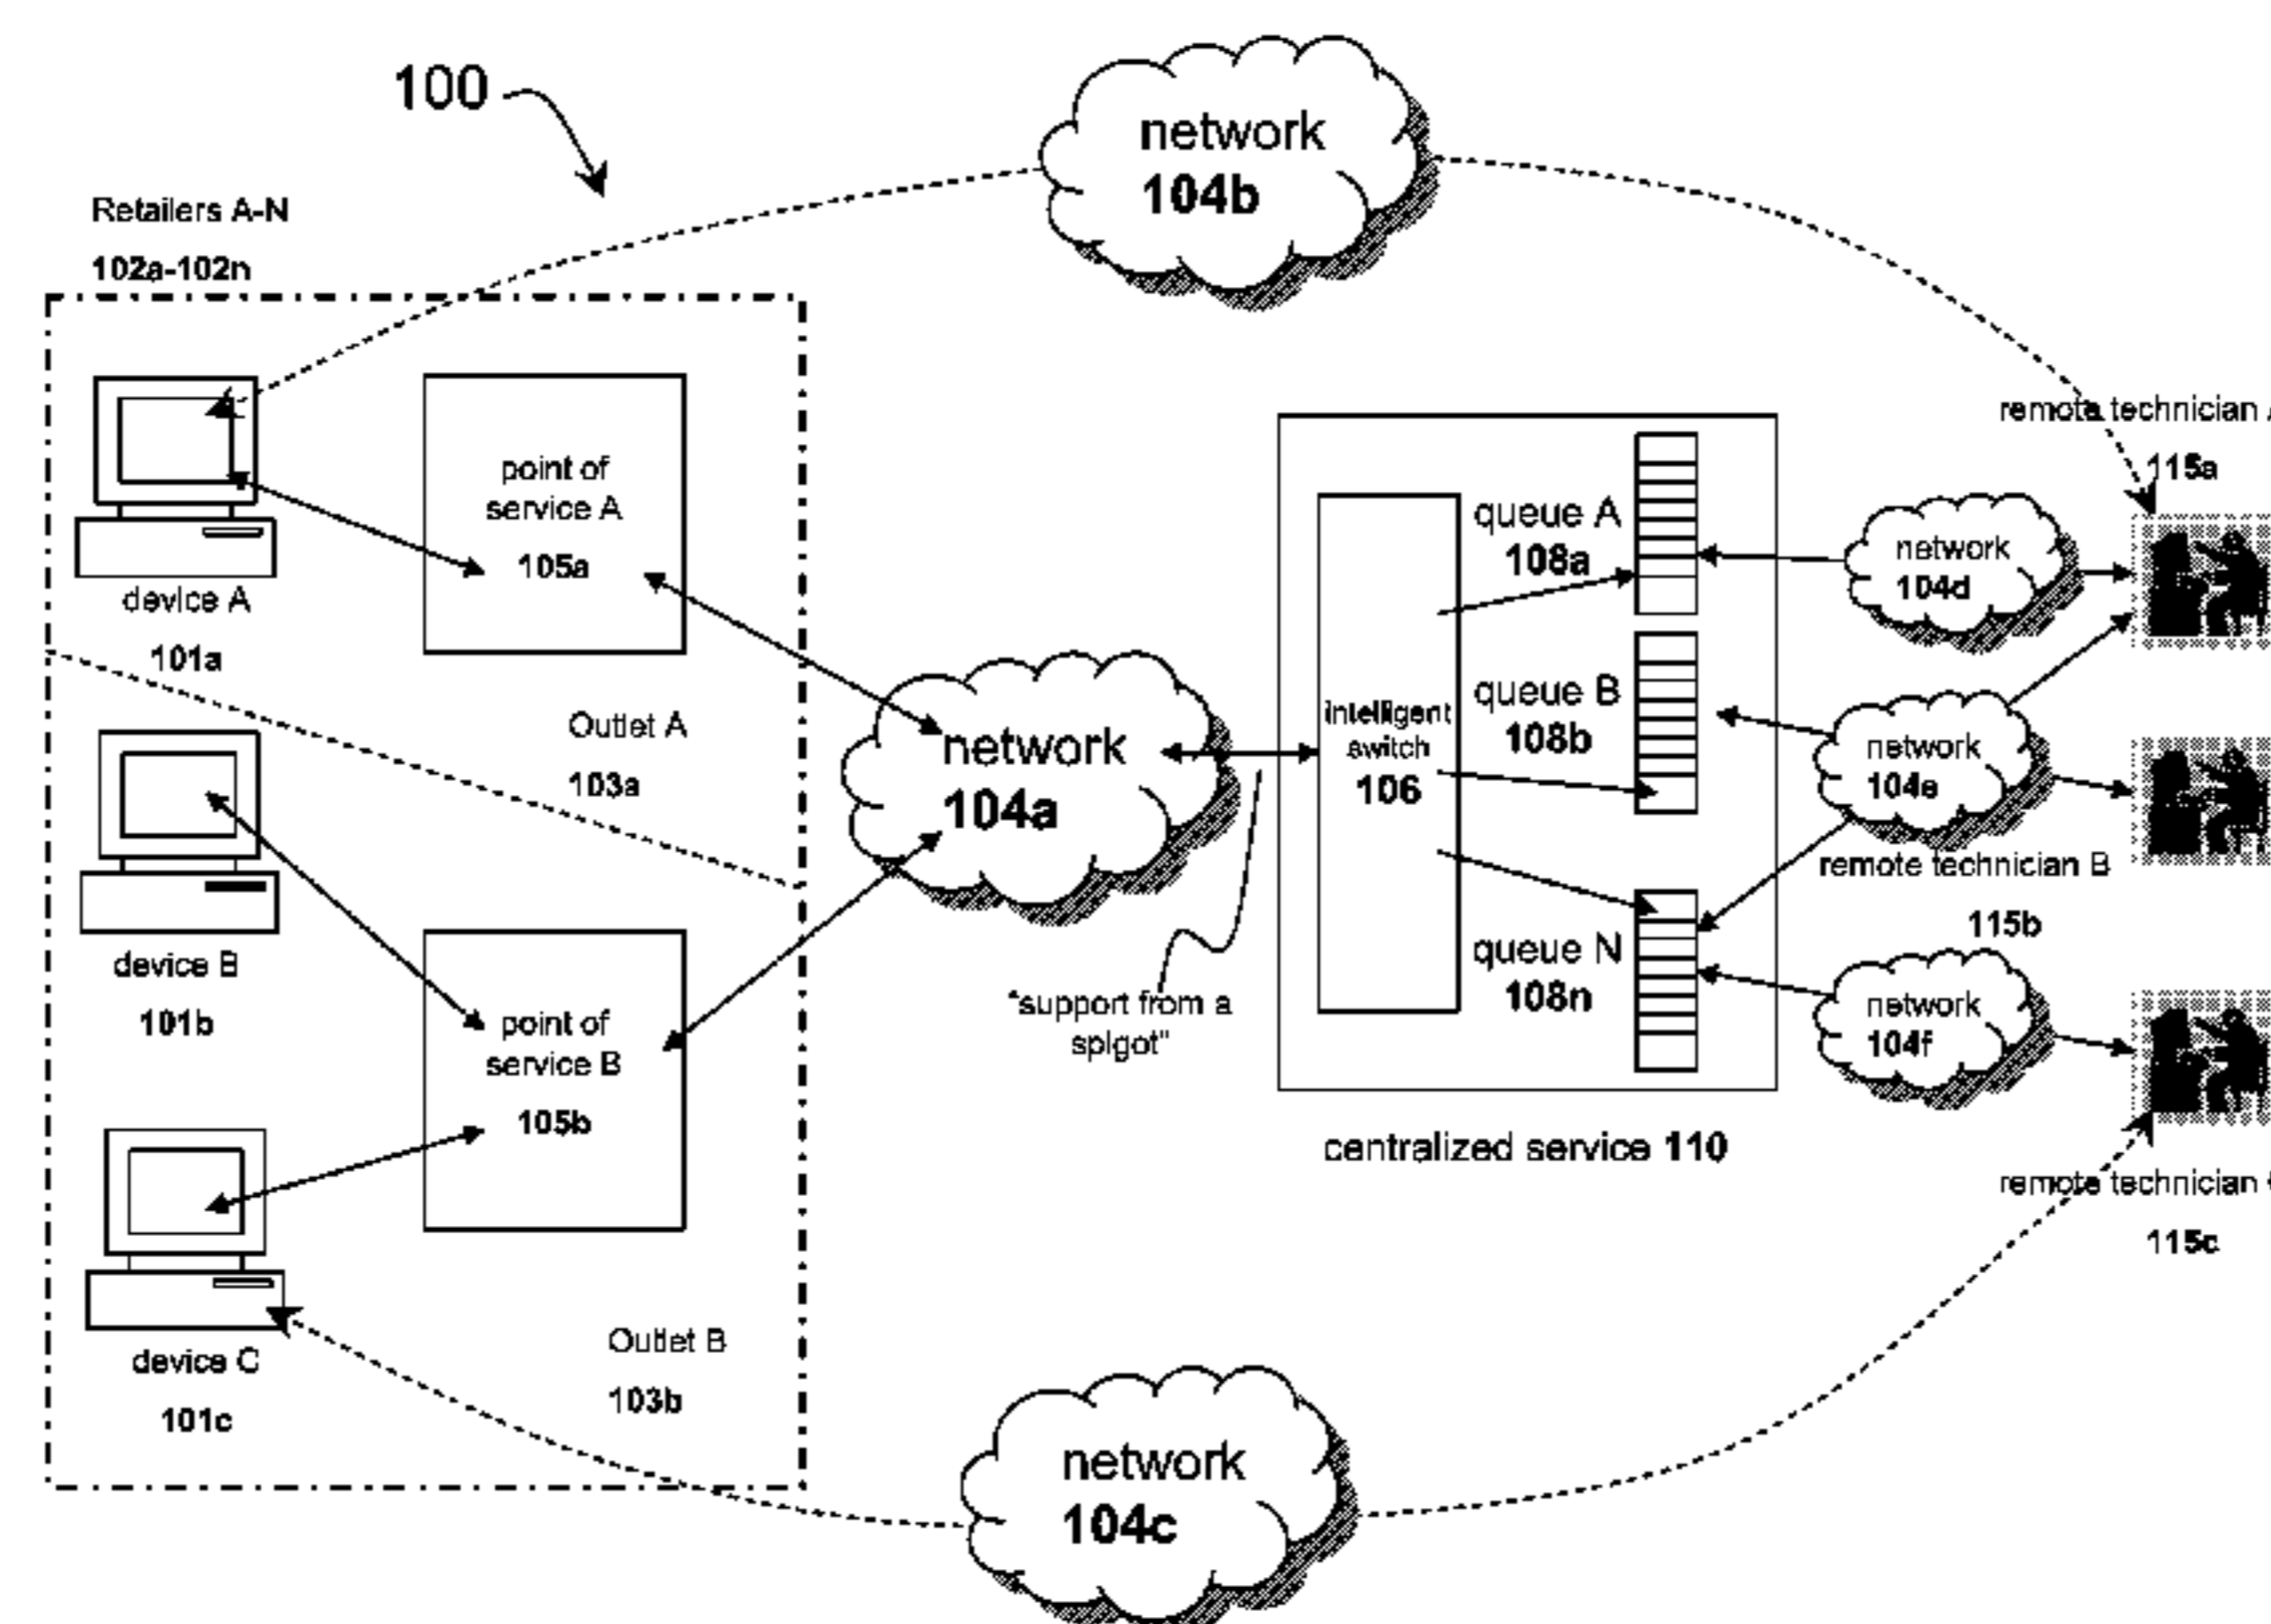 100
network
104b
Retailers A-N
102a-102n
device A
101a
point of
service A
105a
Outlet A
103a
device B
101b
point of
service B
105b
device C
101c
Outlet B
103b
network
104a
"support from a
spigot"
intelligent
switch
106
queue A
108a
queue B
108b
queue N
108n
centralized service 110
remote technician
115a
network
104d
network
104e
remote technician B
115b
network
104f
remote technician
115c
network
104c